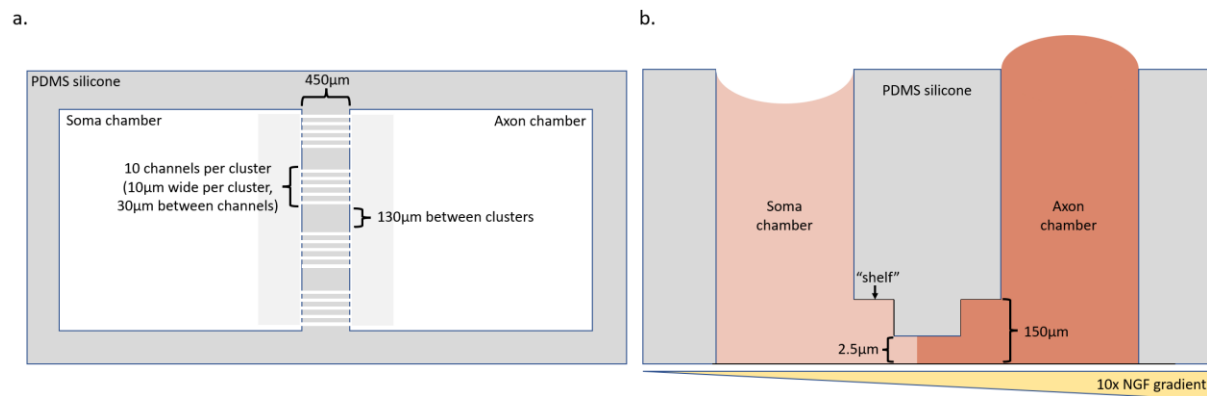 a.
PDMS silicone
450µm
Soma chamber
Axon chamber
10 channels per cluster
(10µm wide per cluster,
30µm between channels)
130µm between clusters
b.
PDMS silicone
Soma
chamber
Axon
chamber
"shelf"
150µm
2.5µm
10x NGF gradient